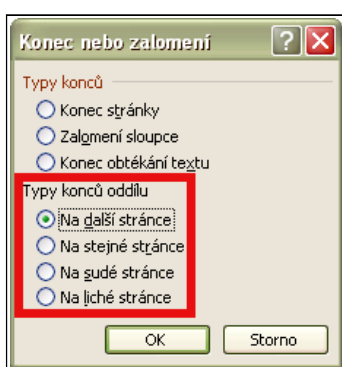 Konec nebo zalomení
Typy konců
Konec stránky
Zalomení sloupce
Konec obtékání textu
Typy konců oddílu
Na další stránce
Na stejné stránce
Na sudé stránce
Na liché stránce
OK Storno